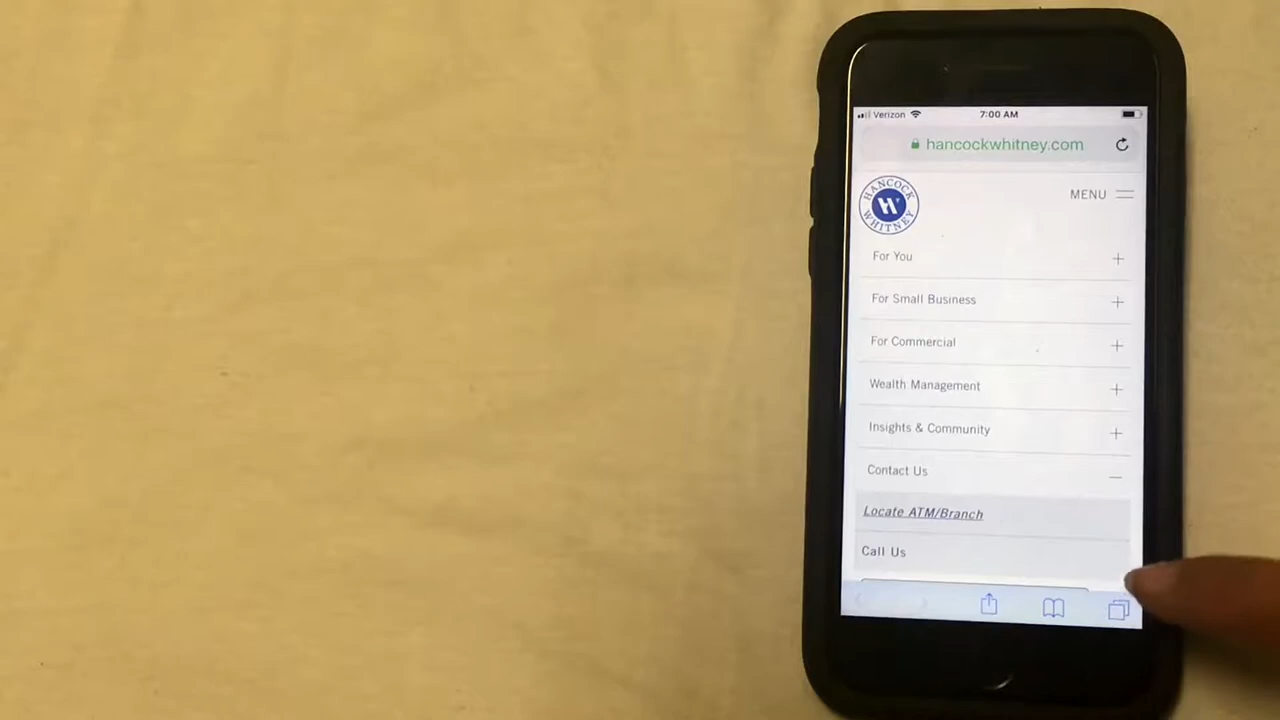 Verizon 7:00 AM
hancockwhitney.com
HANCOCK WHITNEY
MENU
For You
For Small Business
For Commercial
Wealth Management
Insights & Community
Contact Us
Locate ATM/Branch
Call Us